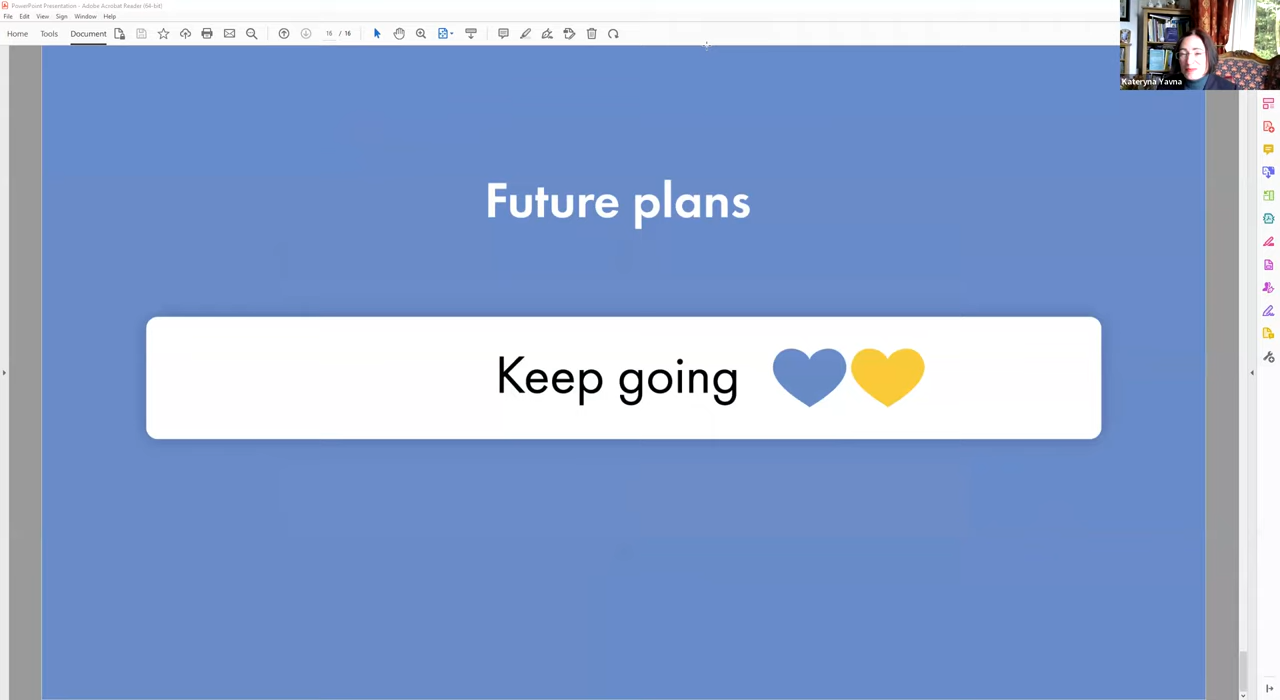 PowerPoint Presentation - Adobe Acrobat Reader (64-bit)
File Edit View Sign Window Help
Home Tools Document 16 / 16
Kateryna Yavna
Future plans
Keep going